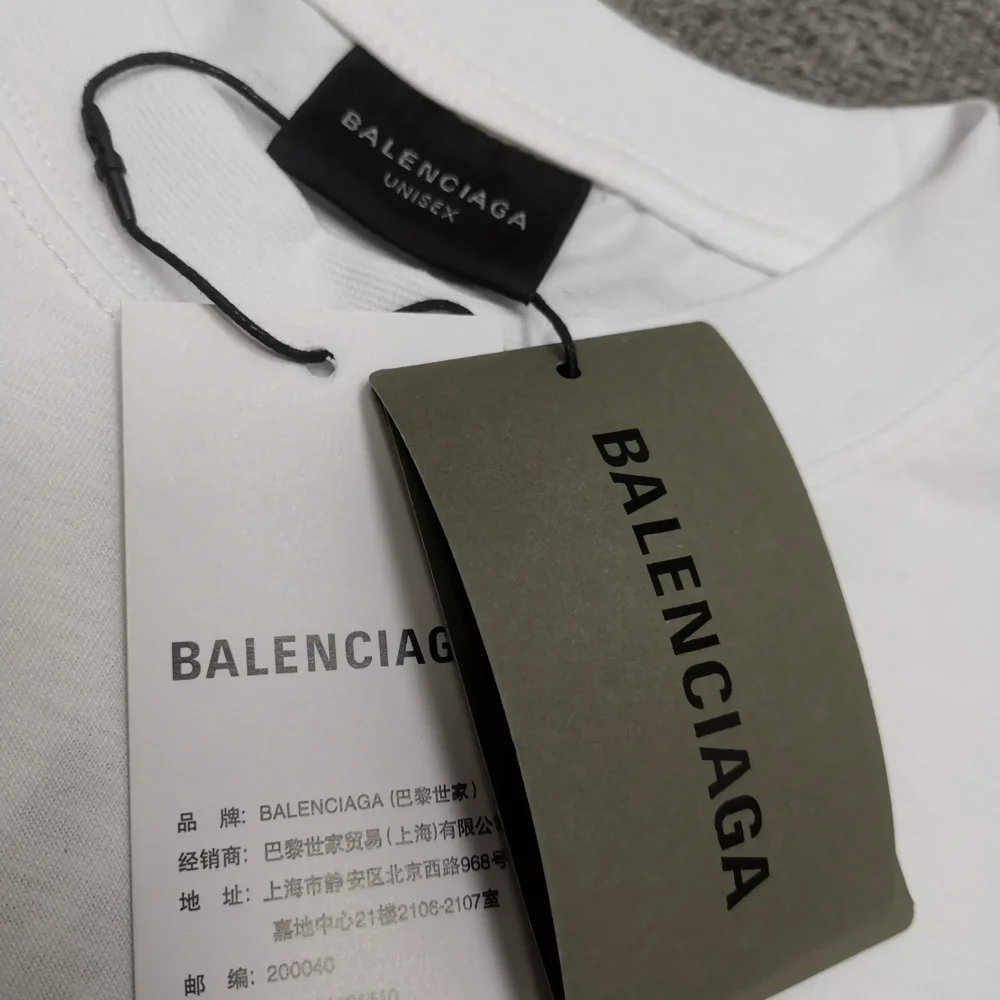 BALENCIAGA
UNISEX
BALENCIAGA
BALENCIAG
品 牌: BALENCIAGA (巴黎世家)
经销商: 巴黎世家贸易(上海)有限公
地 址: 上海市静安区北京西路968号
嘉地中心21楼2106-2107室
邮 编: 200040